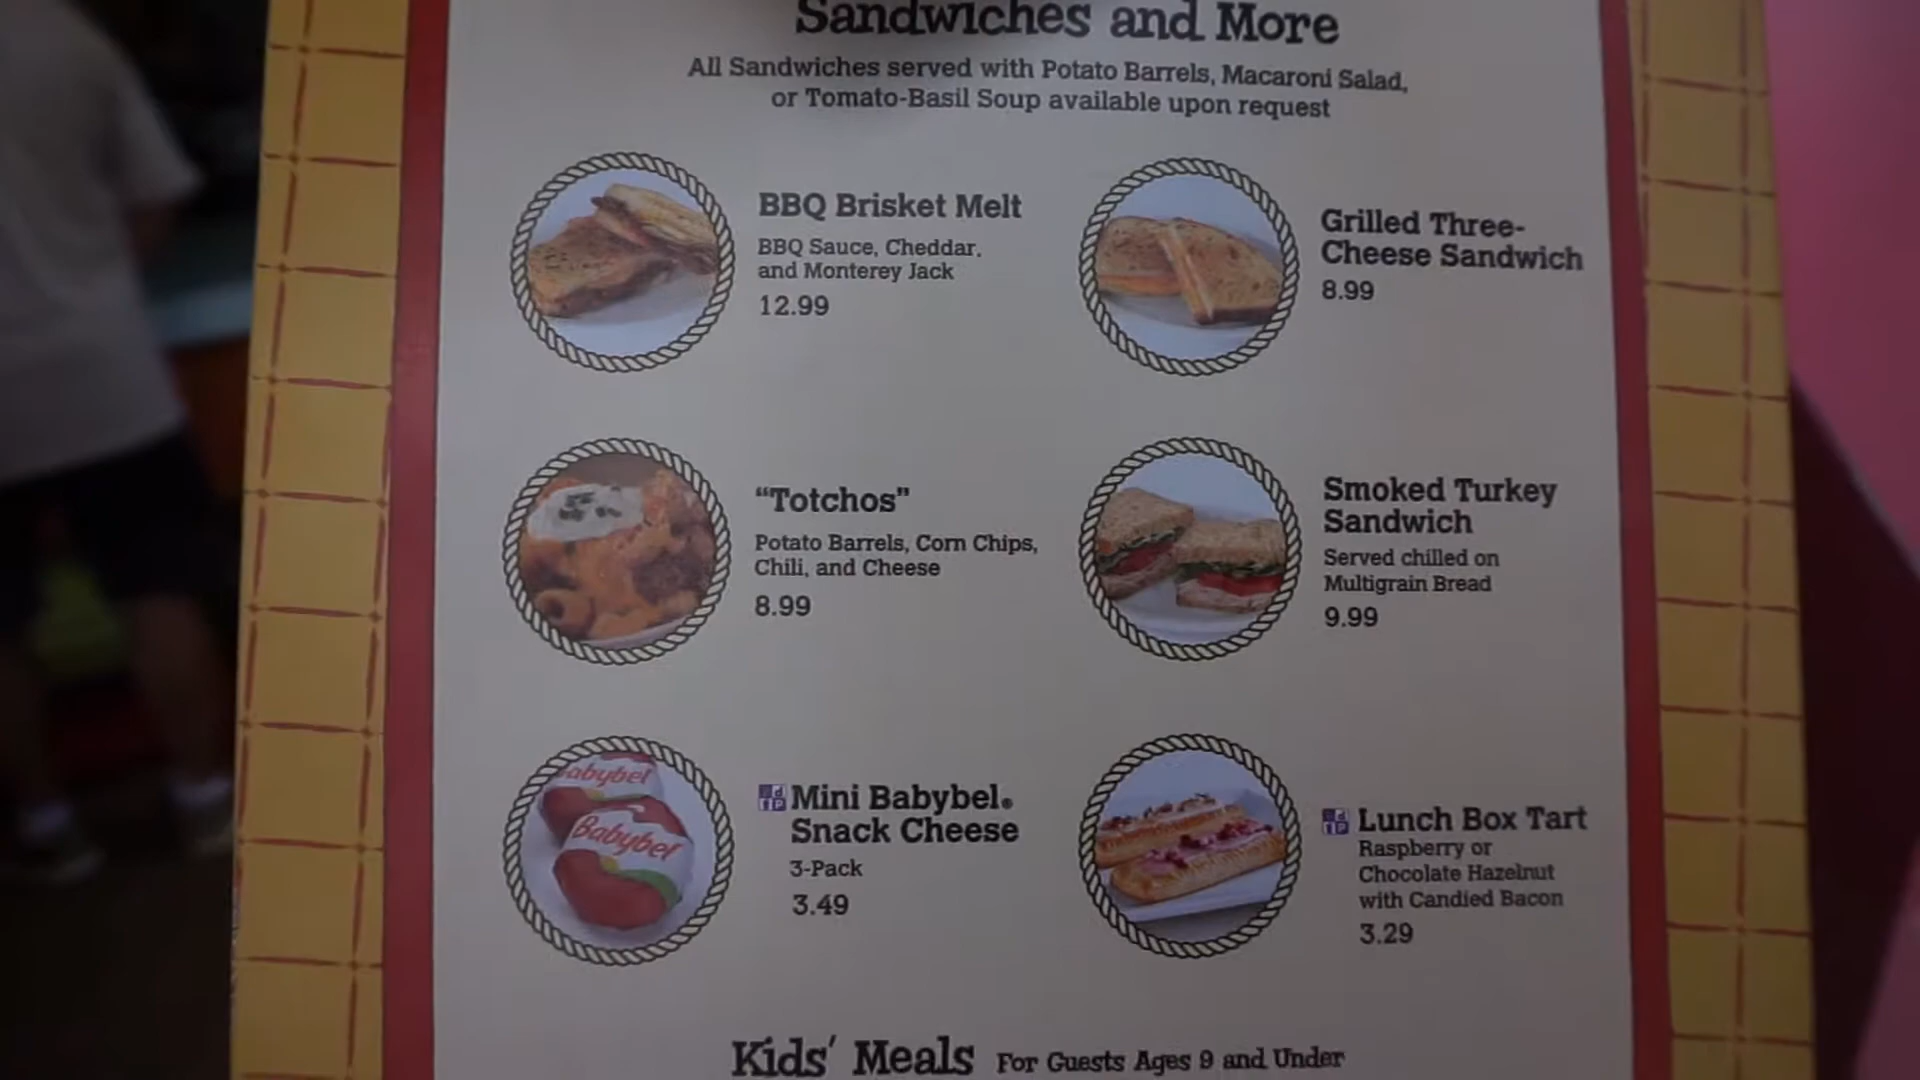 Sandwiches and More
All Sandwiches served with Potato Barrels, Macaroni Salad,
or Tomato-Basil Soup available upon request
BBQ Brisket Melt
BBQ Sauce, Cheddar,
and Monterey Jack
12.99
Grilled Three-
Cheese Sandwich
8.99
"Totchos"
Potato Barrels, Corn Chips,
Chili, and Cheese
8.99
Smoked Turkey
Sandwich
Served chilled on
Multigrain Bread
9.99
abybel
Babybel
Mini Babybel®
Snack Cheese
3-Pack
3.49
Lunch Box Tart
Raspberry or
Chocolate Hazelnut
with Candied Bacon
3.29
Kids' Meals For Guests Ages 9 and Under